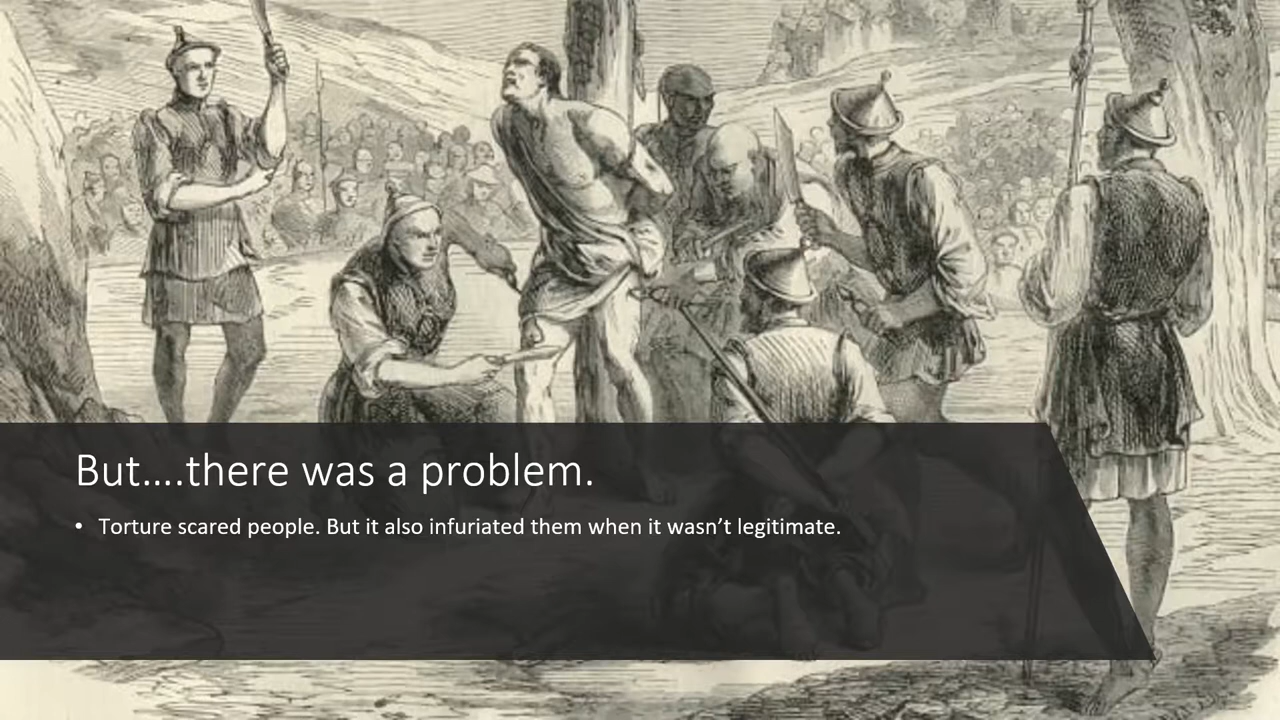 But....there was a problem.
• Torture scared people. But it also infuriated them when it wasn’t legitimate.